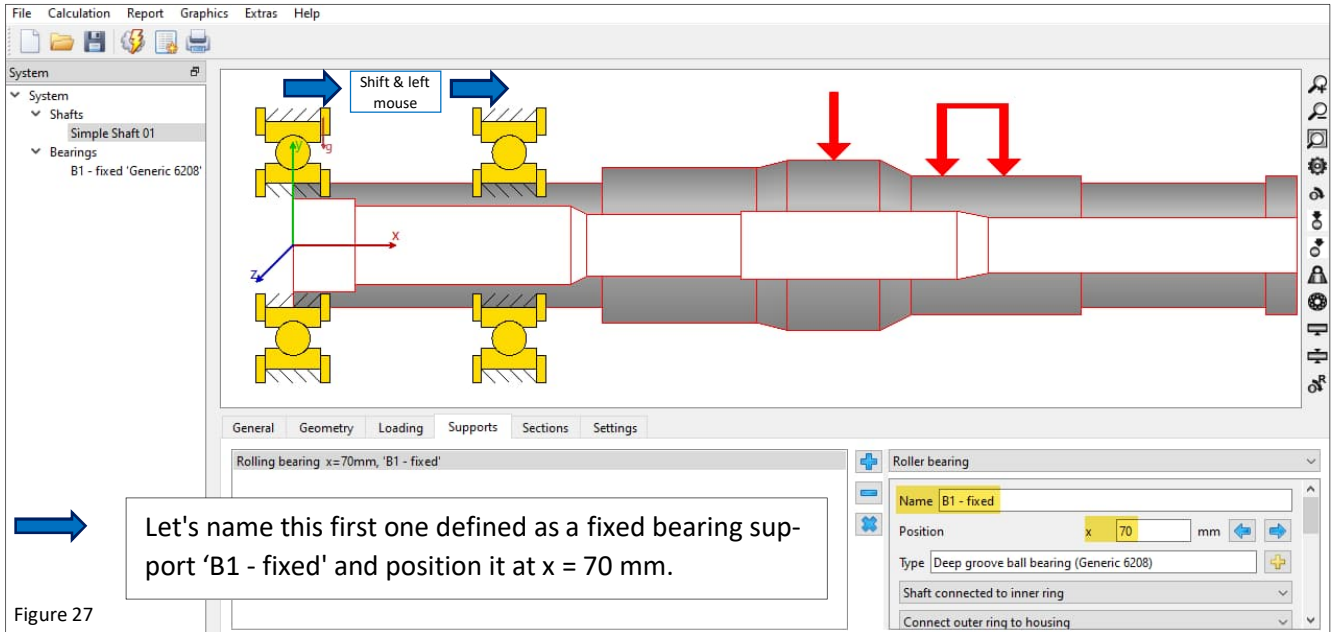 File Calculation Report Graphics Extras Help
System
System
Shafts
Simple Shaft 01
Bearings
B1 - fixed 'Generic 6208'
Shift & left
mouse
y
g
x
z
General Geometry Loading Supports Sections Settings
Rolling bearing x=70mm, 'B1 - fixed'
Roller bearing
Name B1 - fixed
Position x 70 mm
Type Deep groove ball bearing (Generic 6208)
Shaft connected to inner ring
Connect outer ring to housing
Let's name this first one defined as a fixed bearing sup-
port ‘B1 - fixed' and position it at x = 70 mm.
Figure 27
R